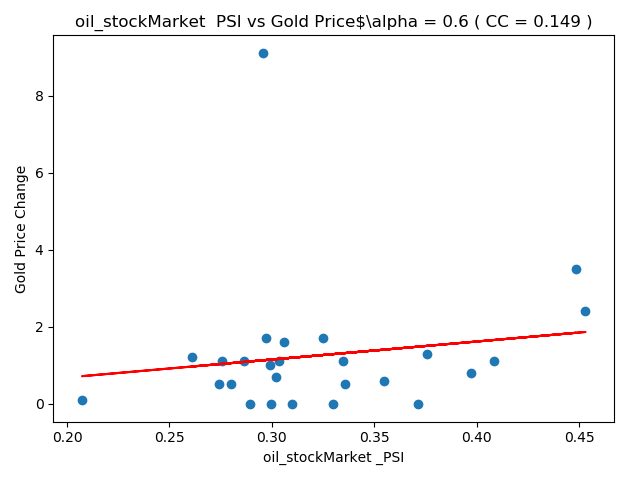 oil_stockMarket  PSI vs Gold Price$\alpha = 0.6 ( CC = 0.149 )
8
6
4
2
0
Gold Price Change
0.20 0.25 0.30 0.35 0.40 0.45
oil_stockMarket _PSI